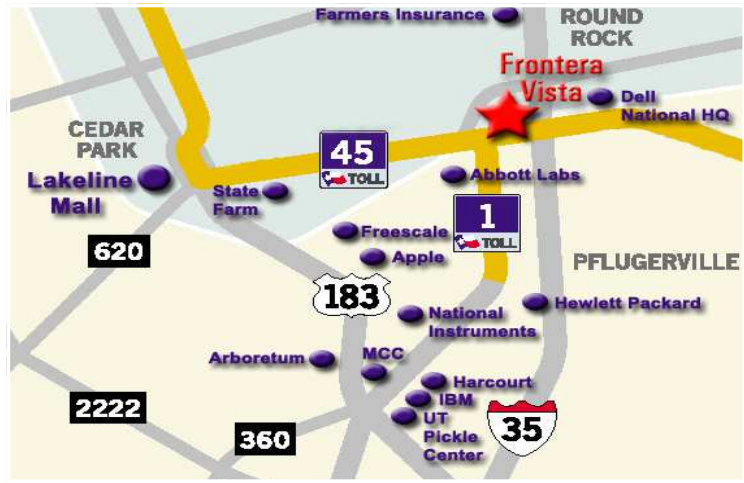 Farmers Insurance
ROUND
ROCK
Frontera
Vista
Dell
National HQ
CEDAR
PARK
45
TOLL
Lakeline
Mall
State
Farm
Abbott Labs
1
TOLL
Freescale
620
Apple
PFLUGERVILLE
183
Hewlett Packard
National
Instruments
Arboretum
MCC
Harcourt
IBM
2222
UT
Pickle
Center
35
360